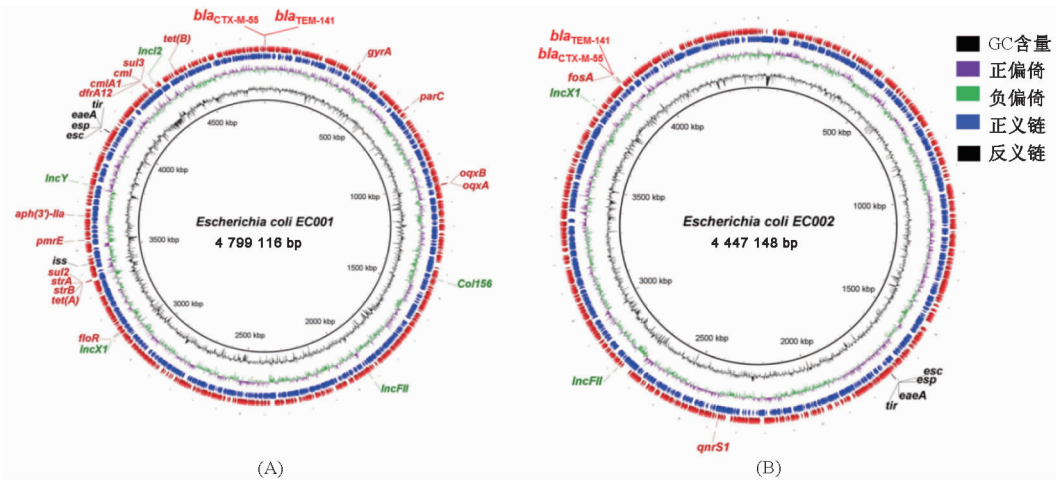 blaCTX-M-55
blaTEM-141
gyrA
parC
oqxB
oqxA
Col156
IncFII
IncX1
floR
tet(A)
strB
strA
sul2
iss
pmrE
aph(3')-IIa
IncY
esc
esp
eaeA
tir
dfrA12
cmlA1
cml
sul3
IncI2
tet(B)
500 kbp
1000 kbp
1500 kbp
2000 kbp
2500 kbp
3000 kbp
3500 kbp
4000 kbp
4500 kbp
Escherichia coli EC001
4 799 116 bp
(A)
blaTEM-141
blaCTX-M-55
fosA
IncX1
IncFII
qnrS1
tir
eaeA
esp
esc
500 kbp
1000 kbp
1500 kbp
2000 kbp
2500 kbp
3000 kbp
3500 kbp
4000 kbp
Escherichia coli EC002
4 447 148 bp
(B)
GC含量
正偏倚
负偏倚
正义链
反义链